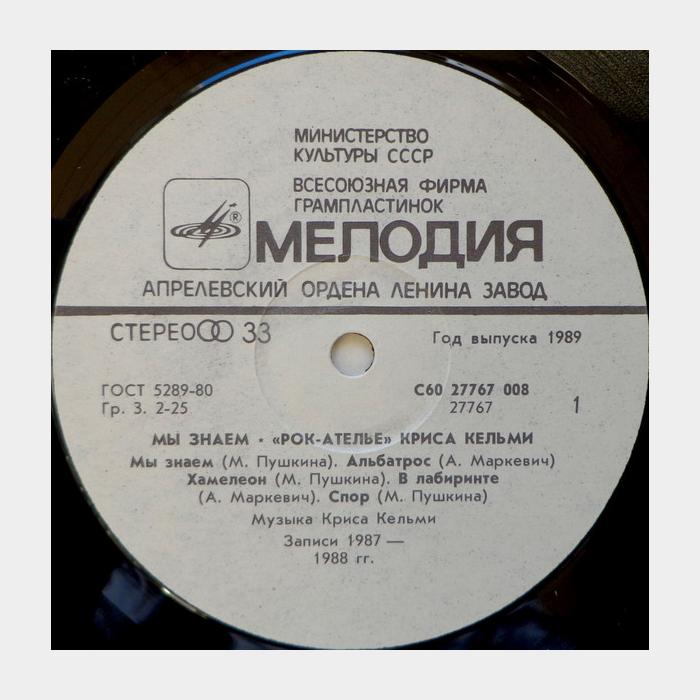 МИНИСТЕРСТВО
КУЛЬТУРЫ СССР
ВСЕСОЮЗНАЯ ФИРМА
ГРАМПЛАСТИНОК
®
МЕЛОДИЯ
АПРЕЛЕВСКИЙ ОРДЕНА ЛЕНИНА ЗАВОД
СТЕРЕО 33
Год выпуска 1989
ГОСТ 5289-80
С60 27767 008
Гр. 3. 2-25
27767
1
МЫ ЗНАЕМ • «РОК-АТЕЛЬЕ» КРИСА КЕЛЬМИ
Мы знаем (М. Пушкина). Альбатрос (А. Маркевич)
Хамелеон (М. Пушкина). В лабиринте
(А. Маркевич). Спор (М. Пушкина)
Музыка Криса Кельми
Записи 1987 —
1988 гг.